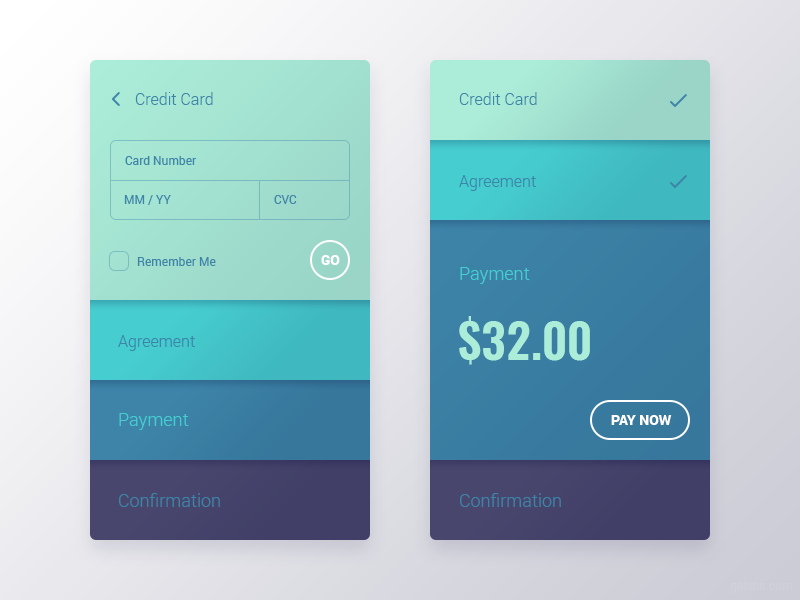 Credit Card
Card Number
MM / YY
CVC
Remember Me
GO
Agreement
Payment
Confirmation
Credit Card
Agreement
Payment
$32.00
PAY NOW
Confirmation